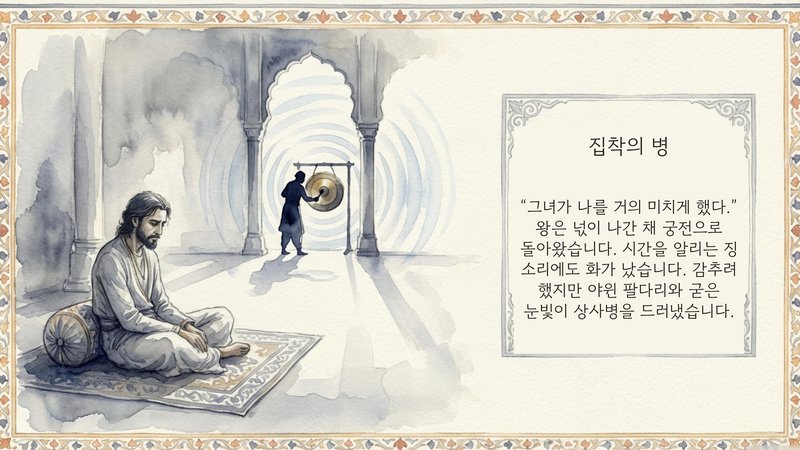 집착의 병
“그녀가 나를 거의 미치게 했다.”
왕은 넋이 나간 채 궁전으로
돌아왔습니다. 시간을 알리는 징
소리에도 화가 났습니다. 감추려
했지만 야윈 팔다리와 굳은
눈빛이 상사병을 드러냈습니다.